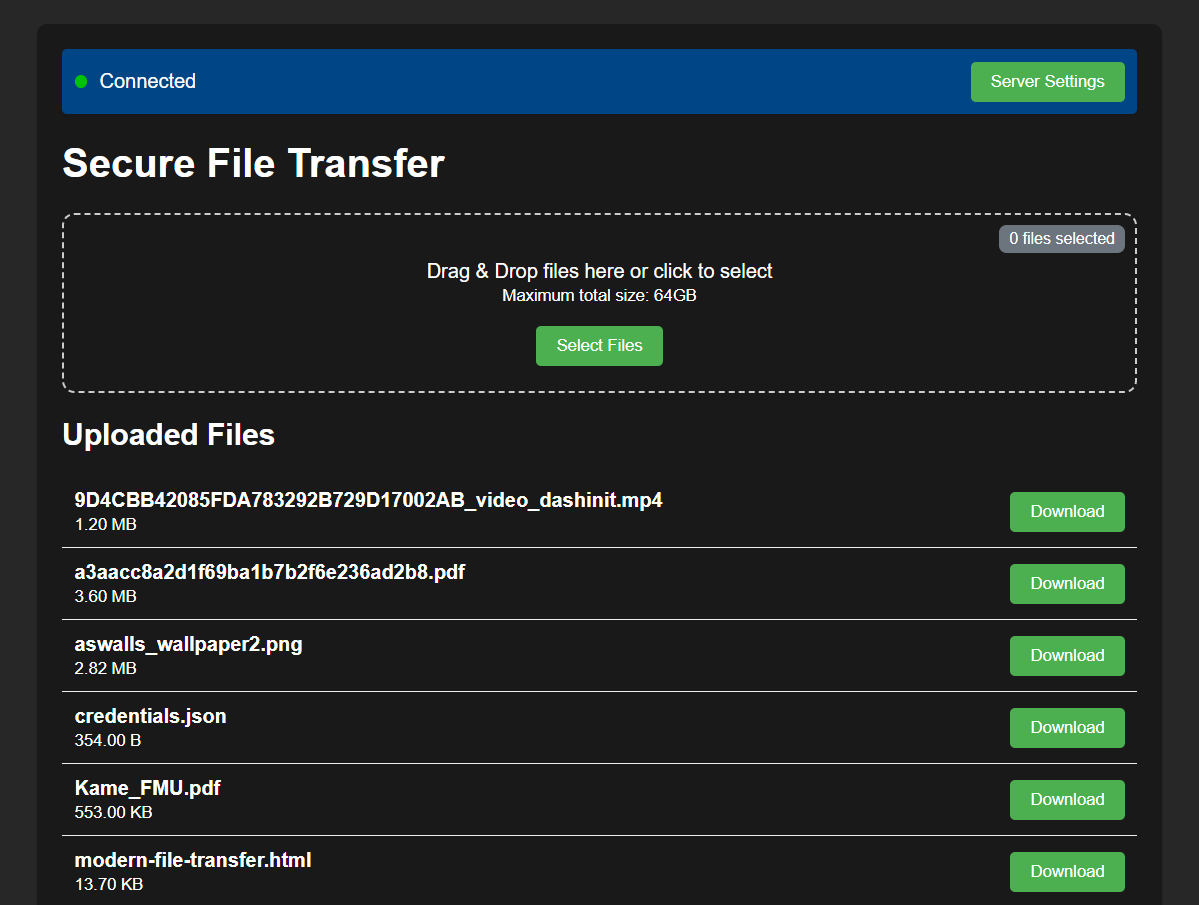 Connected
Server Settings
Secure File Transfer
0 files selected
Drag & Drop files here or click to select
Maximum total size: 64GB
Select Files
Uploaded Files
9D4CBB42085FDA783292B729D17002AB_video_dashinit.mp4
1.20 MB
Download
a3aacc8a2d1f69ba1b7b2f6e236ad2b8.pdf
3.60 MB
Download
aswalls_wallpaper2.png
2.82 MB
Download
credentials.json
354.00 B
Download
Kame_FMU.pdf
553.00 KB
Download
modern-file-transfer.html
13.70 KB
Download